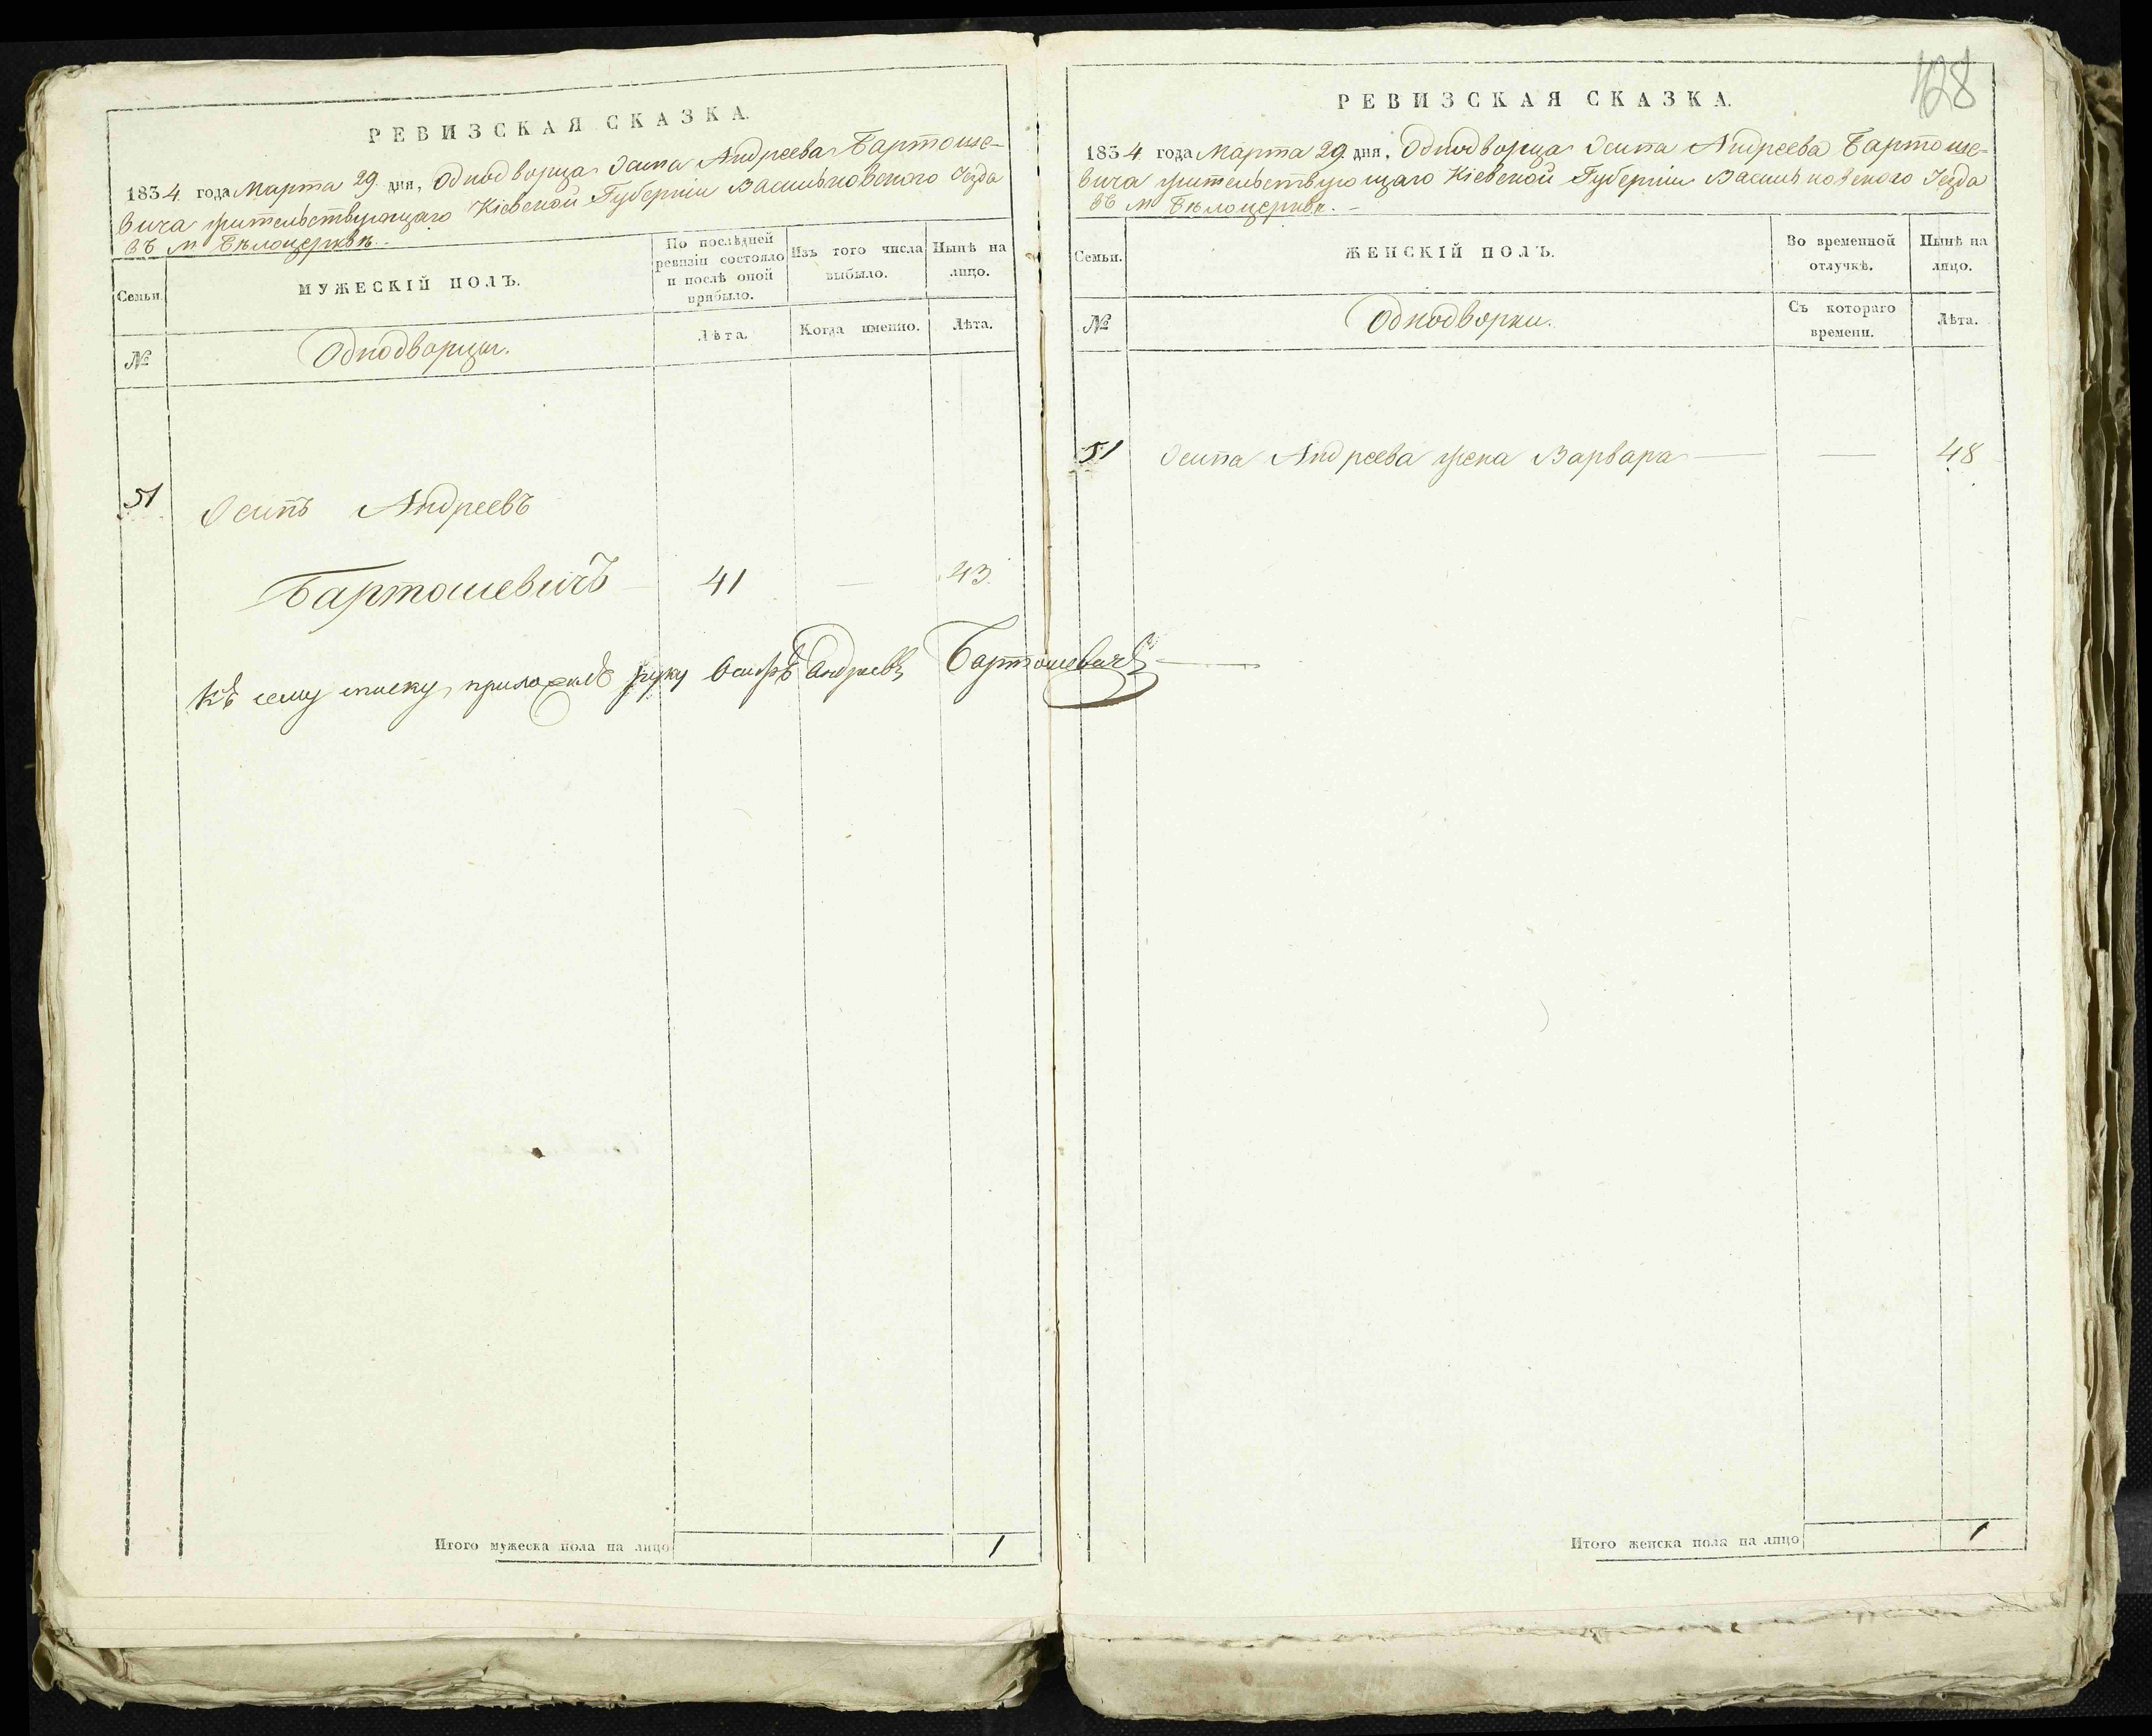 РЕВИЗСКАЯ СКАЗКА.
1834 года Марта 29 дня, Однодворца Осипа Андреева Бартоше-
вича жительствующаго Кіевской Губерніи Васильковского Уезда
въ м Белоцерквѣ.
Семьи.
МУЖЕСКІЙ ПОЛЪ.
По послѣдней
ревизіи состояло
и послѣ оной
прибыло.
Изъ того числа
выбыло.
Нынѣ на
лицо.
№
Однодворцы.
Лѣта.
Когда именно.
Лѣта.
51
Осипъ Андреевъ
Бартошевичъ — 41 — 43.
Къ сему списку приложилъ руку Осипъ Андреевъ Бартошевичъ
Итого мужеска пола на лицо
1
128
РЕВИЗСКАЯ СКАЗКА.
1834 года Марта 29 дня, Однодворца Осипа Андреева Бартоше-
вича жительствующаго Кіевской Губерніи Васильковского Уезда
въ м Белоцерквѣ. –
Семьи.
ЖЕНСКІЙ ПОЛЪ.
Во временной
отлучкѣ.
Нынѣ на
лицо.
№
Однодворки.
Съ котораго
времени.
Лѣта.
51 Осипа Андреева жена Варвара — — 48
Итого женска пола на лицо
1